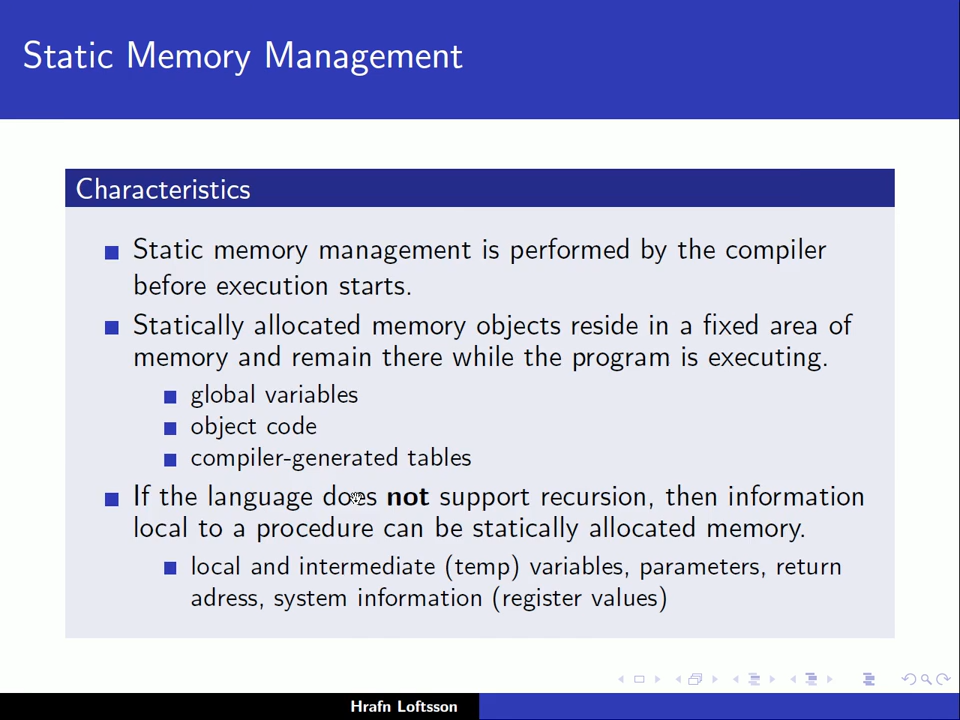 Static Memory Management
Characteristics
Static memory management is performed by the compiler
before execution starts.
Statically allocated memory objects reside in a fixed area of
memory and remain there while the program is executing.
global variables
object code
compiler-generated tables
If the language does not support recursion, then information
local to a procedure can be statically allocated memory.
local and intermediate (temp) variables, parameters, return
adress, system information (register values)
Hrafn Loftsson